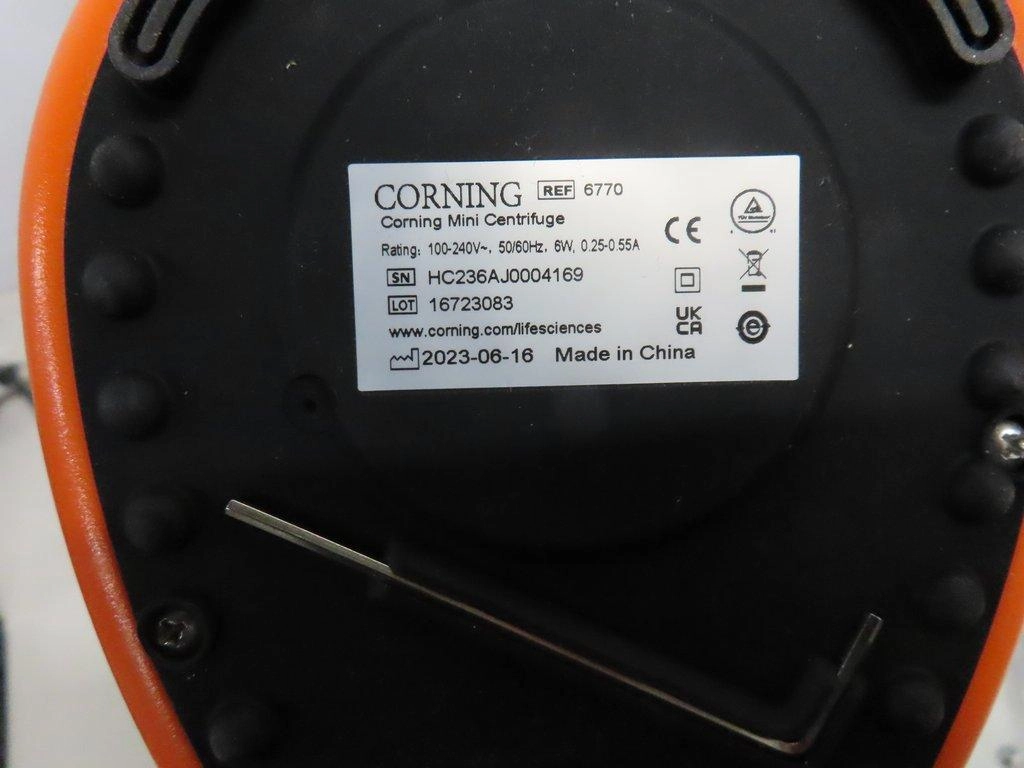 CORNING REF 6770
Corning Mini Centrifuge
Rating: 100-240V~, 50/60Hz, 6W, 0.25-0.55A
SN HC236AJ0004169
LOT 16723083
www.corning.com/lifesciences
2023-06-16 Made in China
CE
UK
CA
e